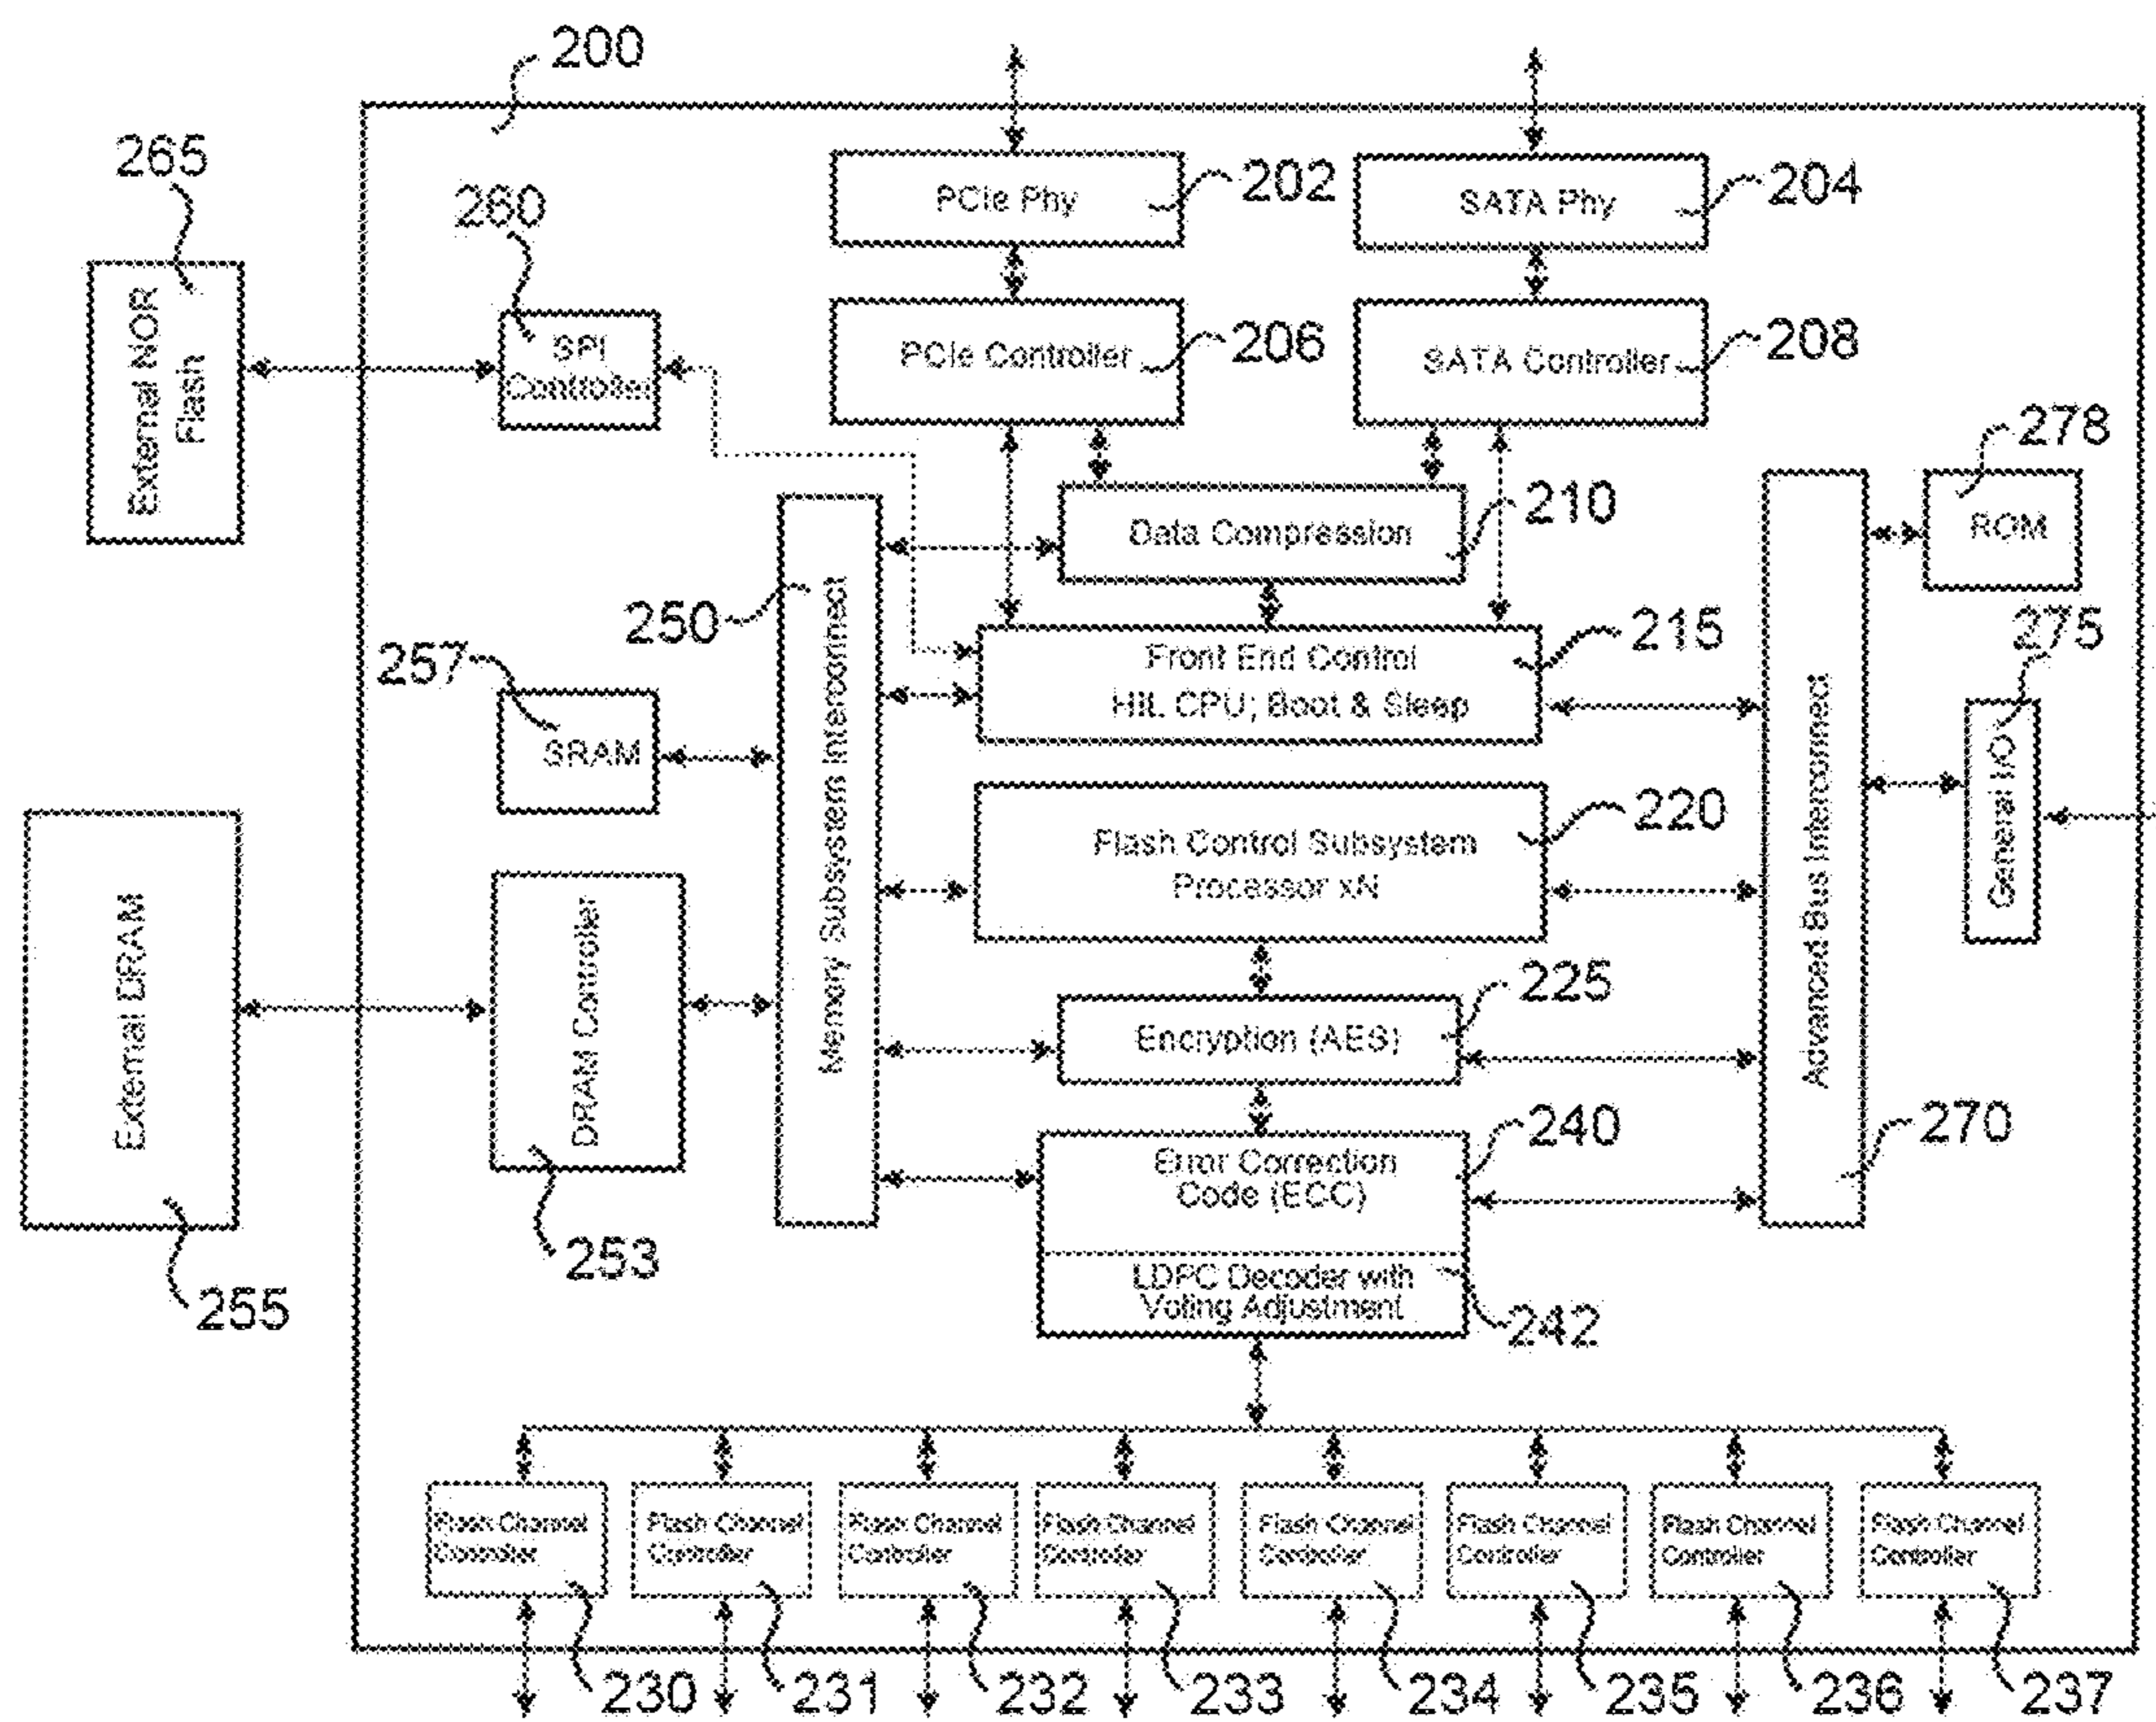 200
265
260
PCIe Phy
202
SATA Phy
204
External NOR
Flash
SPI
Controller
PCIe Controller
206
SATA Controller
208
278
ROM
Data Compression
210
250
Memory Subsystem Interconnect
275
257
SRAM
Front End Control
HIL CPU; Boot & Sleep
215
General I/O
Flash Control Subsystem
Processor xN
220
Advanced Bus Interconnect
External DRAM
DRAM Controller
Encryption (AES)
225
Error Correction
Code (ECC)
240
270
253
255
LDPC Decoder with
Voting Adjustment
242
Flash Channel
Controller
Flash Channel
Controller
Flash Channel
Controller
Flash Channel
Controller
Flash Channel
Controller
Flash Channel
Controller
Flash Channel
Controller
Flash Channel
Controller
230
231
232
233
234
235
236
237